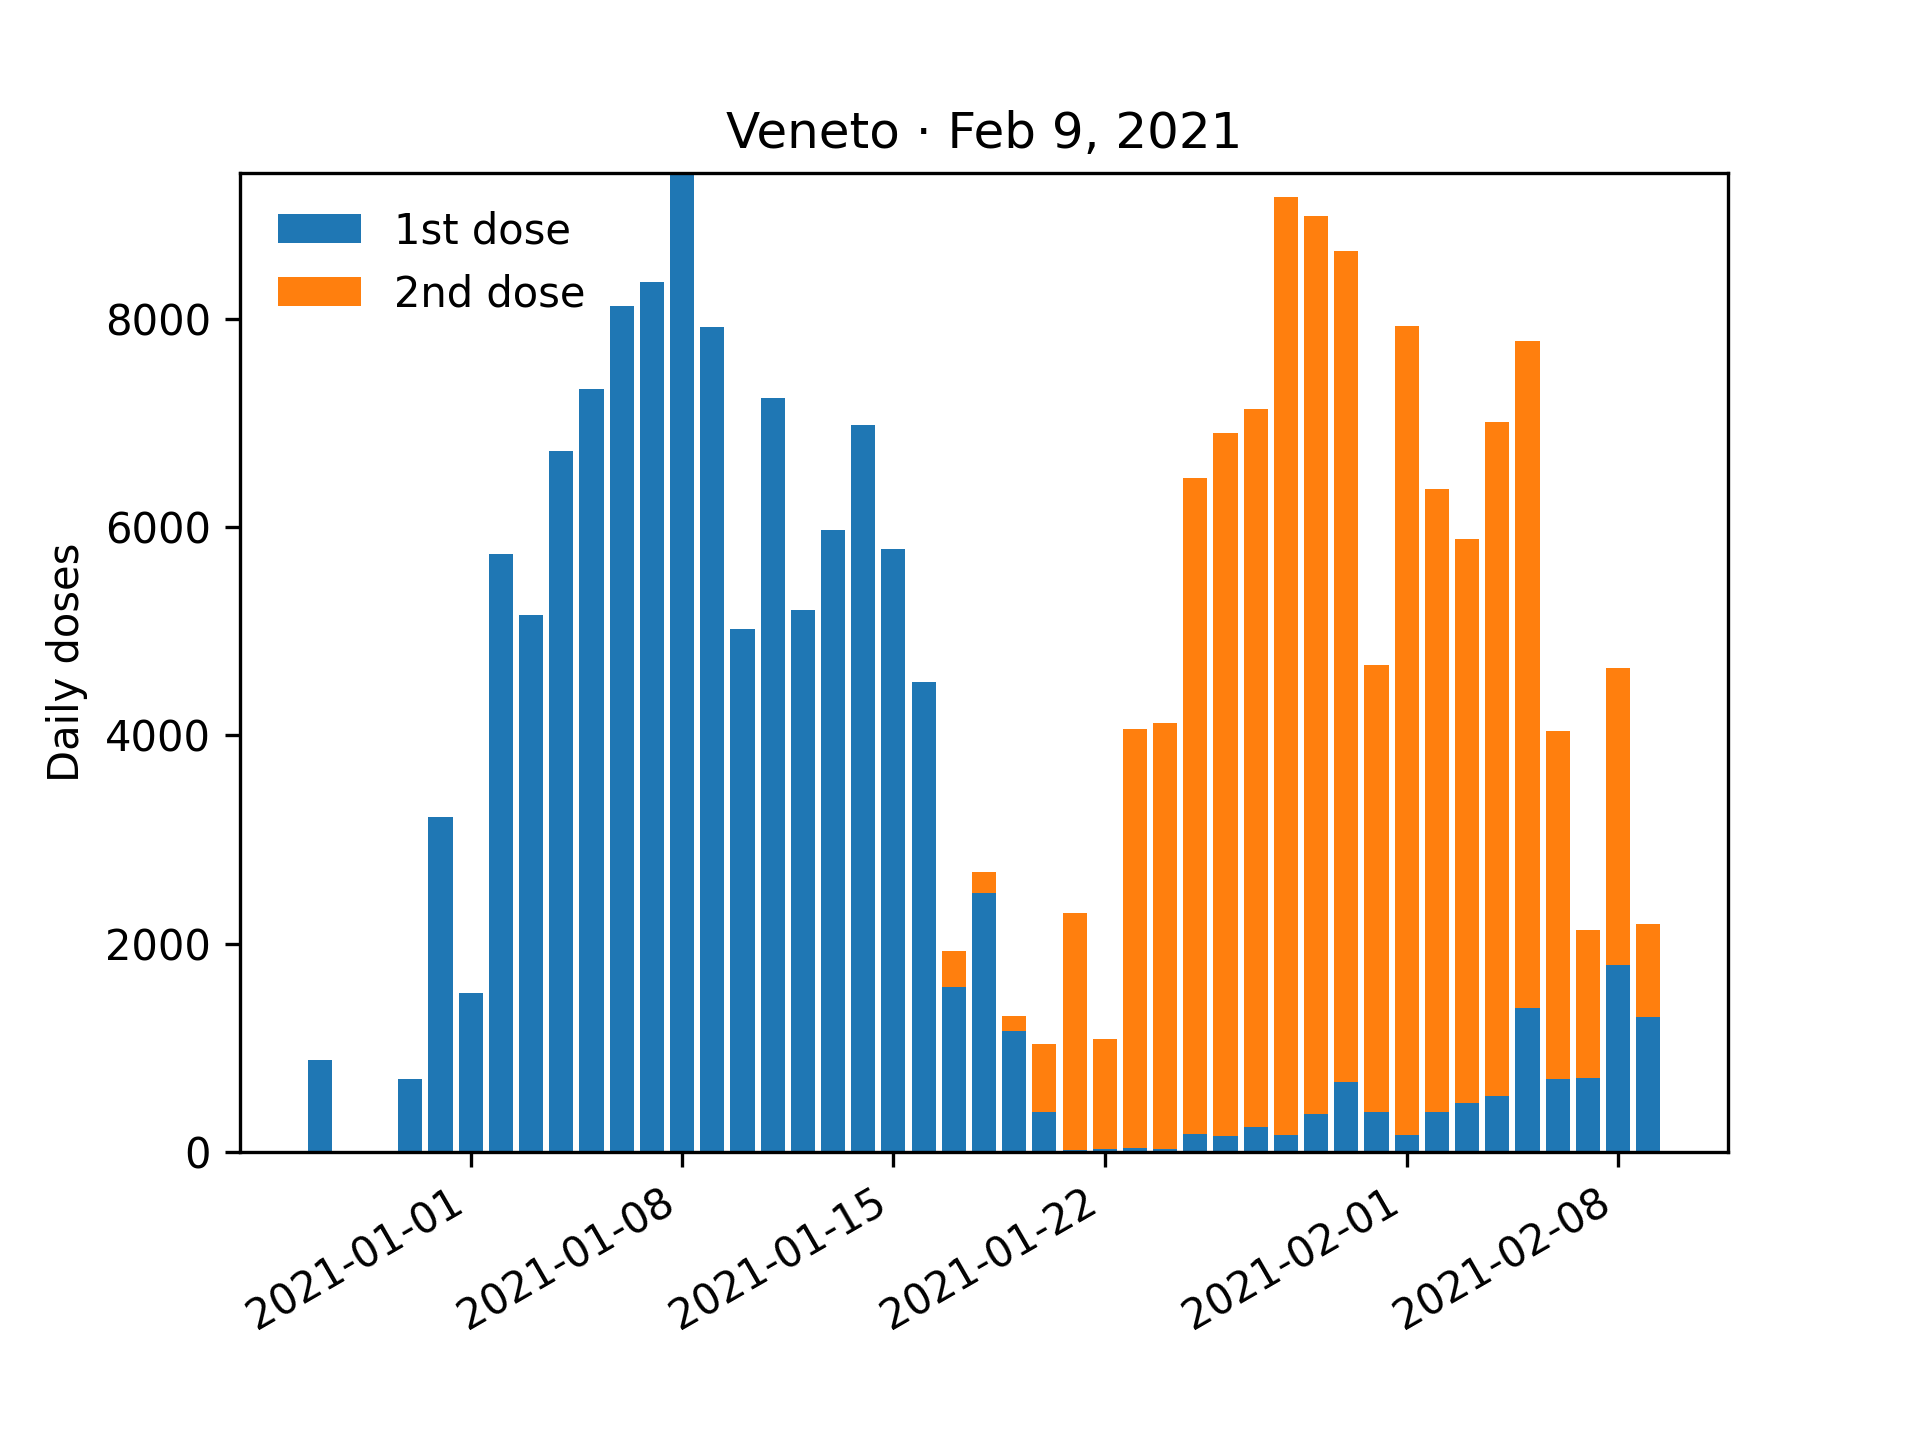 Veneto · Feb 9, 2021
1st dose
2nd dose
Daily doses
8000
6000
4000
2000
0
2021-01-01
2021-01-08
2021-01-15
2021-01-22
2021-02-01
2021-02-08